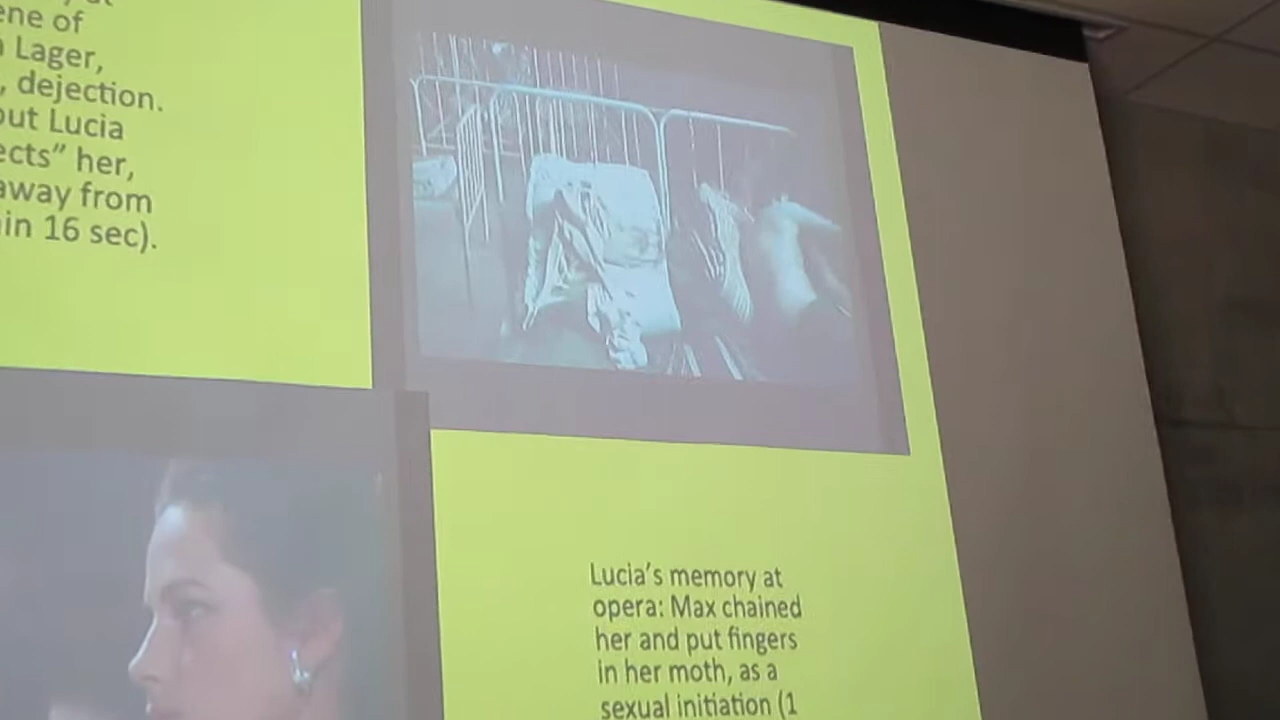 ene of
Lager,
, dejection.
out Lucia
ects” her,
away from
in 16 sec).
Lucia’s memory at
opera: Max chained
her and put fingers
in her moth, as a
sexual initiation (1